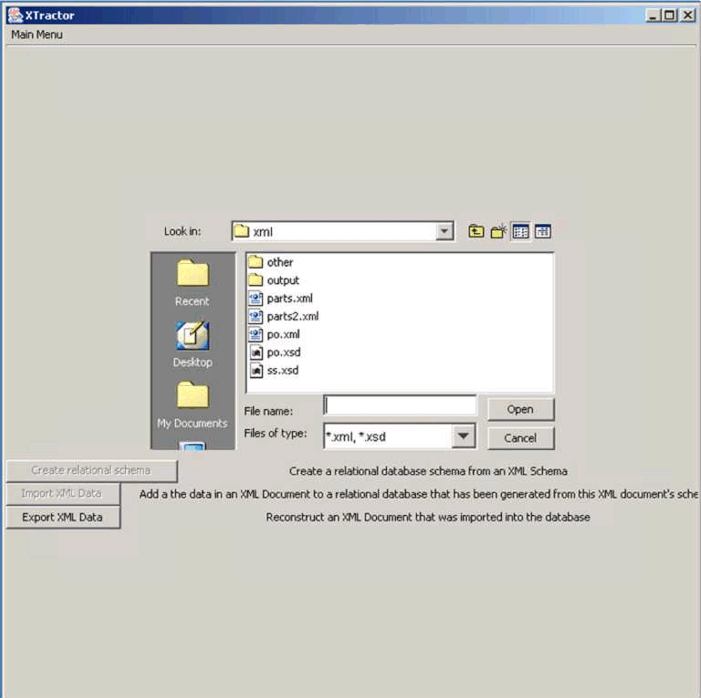 XTractor
Main Menu
Look in:
xml
Recent
Desktop
My Documents
other
output
parts.xml
parts2.xml
po.xml
po.xsd
ss.xsd
File name:
Open
Files of type:
*.xml, *.xsd
Cancel
Create relational schema
Create a relational database schema from an XML Schema
Import XML Data
Add a the data in an XML Document to a relational database that has been generated from this XML document's sche
Export XML Data
Reconstruct an XML Document that was imported into the database